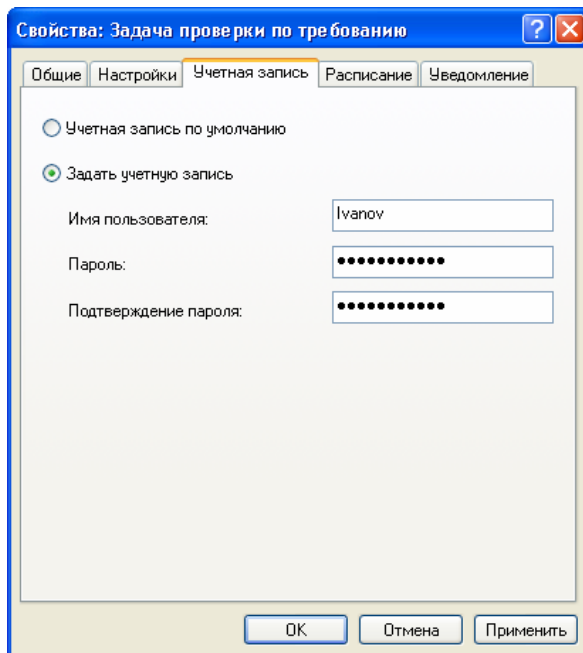 Свойства: Задача проверки по требованию
Общие Настройки Учетная запись Расписание Уведомление
Учетная запись по умолчанию
Задать учетную запись
Имя пользователя: Ivanov
Пароль: •••••••••••
Подтверждение пароля: •••••••••••
OK Отмена Применить